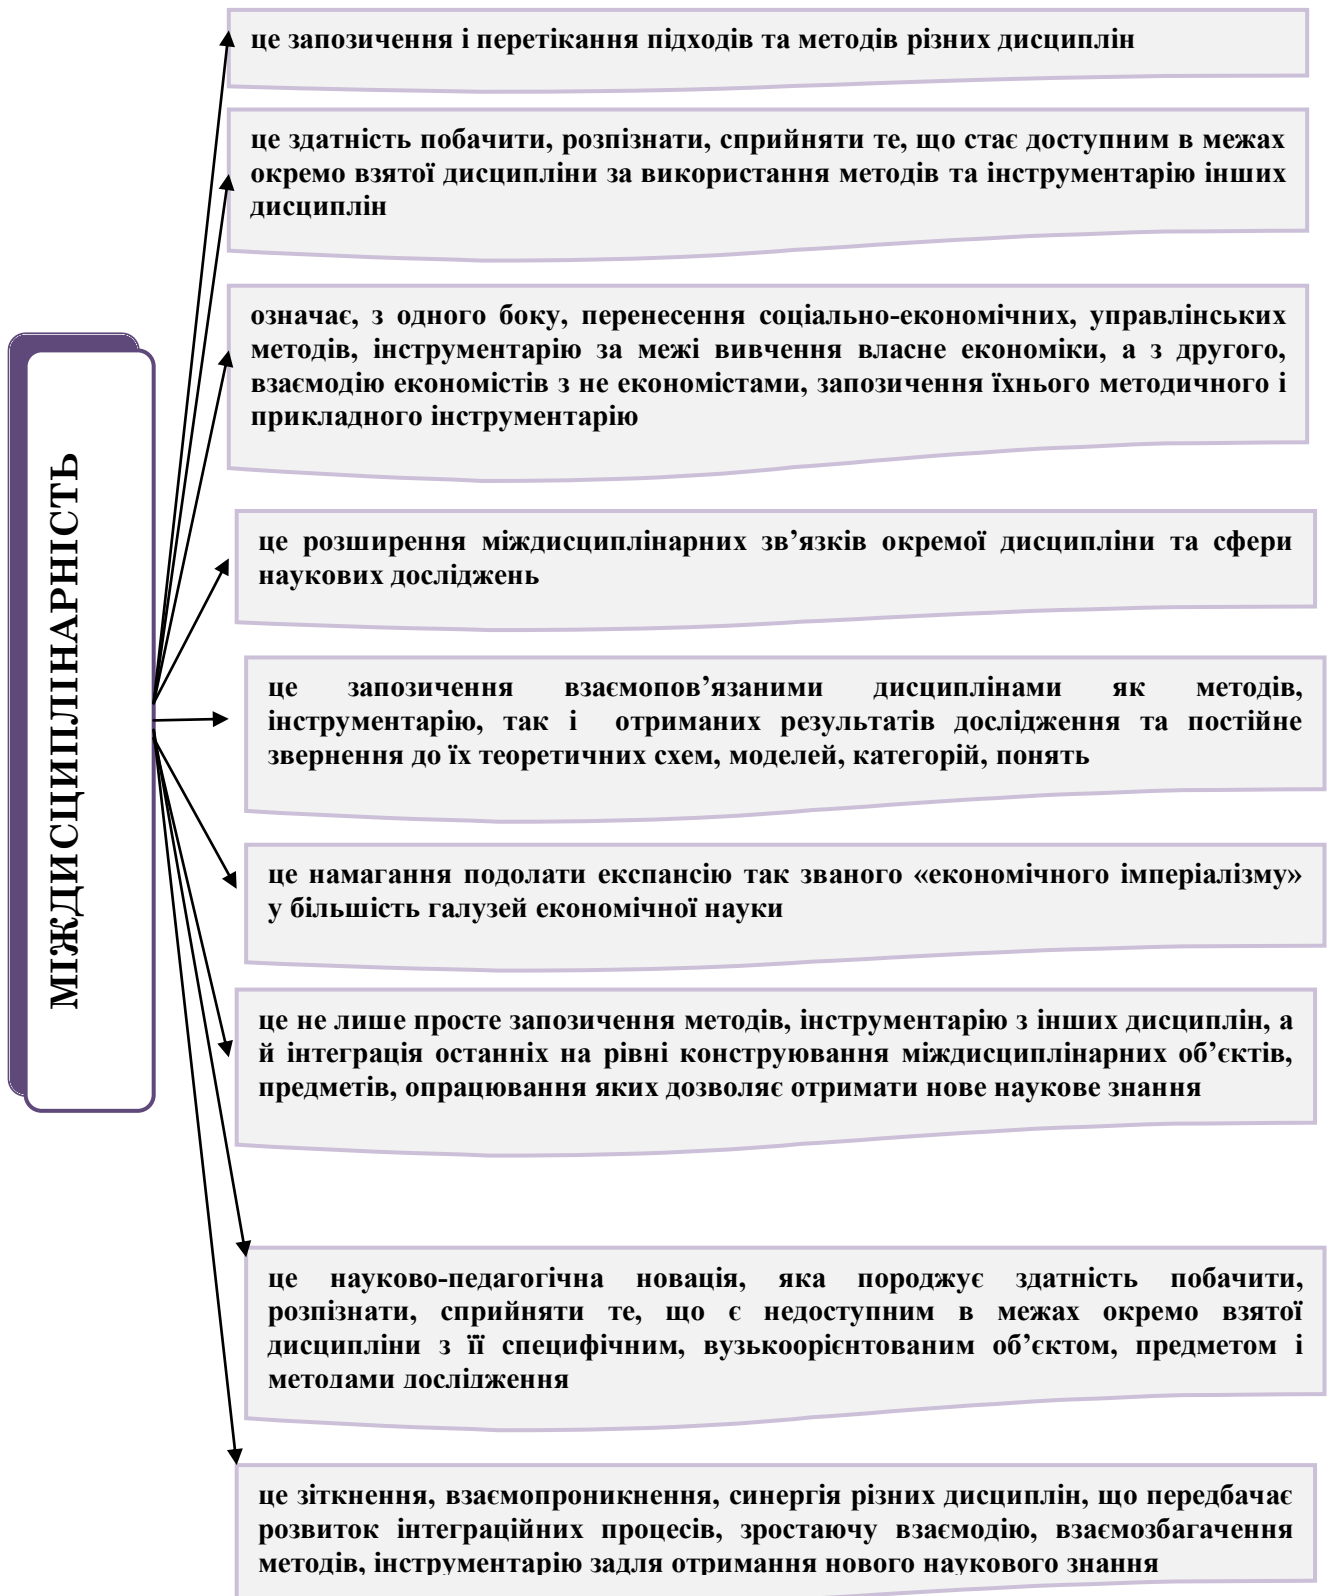 МІЖДИСЦИПЛІНАРНІСТЬ
це запозичення і перетікання підходів та методів різних дисциплін
це здатність побачити, розпізнати, сприйняти те, що стає доступним в межах
окремо взятої дисципліни за використання методів та інструментарію інших
дисциплін
означає, з одного боку, перенесення соціально-економічних, управлінських
методів, інструментарію за межі вивчення власне економіки, а з другого,
взаємодію економістів з не економістами, запозичення їхнього методичного і
прикладного інструментарію
це розширення міждисциплінарних зв’язків окремої дисципліни та сфери
наукових досліджень
це запозичення взаємопов’язаними дисциплінами як методів,
інструментарію, так і отриманих результатів дослідження та постійне
звернення до їх теоретичних схем, моделей, категорій, понять
це намагання подолати експансію так званого «економічного імперіалізму»
у більшість галузей економічної науки
це не лише просте запозичення методів, інструментарію з інших дисциплін, а
й інтеграція останніх на рівні конструювання міждисциплінарних об’єктів,
предметів, опрацювання яких дозволяє отримати нове наукове знання
це науково-педагогічна новація, яка породжує здатність побачити,
розпізнати, сприйняти те, що є недоступним в межах окремо взятої
дисципліни з її специфічним, вузькоорієнтованим об’єктом, предметом і
методами дослідження
це зіткнення, взаємопроникнення, синергія різних дисциплін, що передбачає
розвиток інтеграційних процесів, зростаючу взаємодію, взаємозбагачення
методів, інструментарію задля отримання нового наукового знання